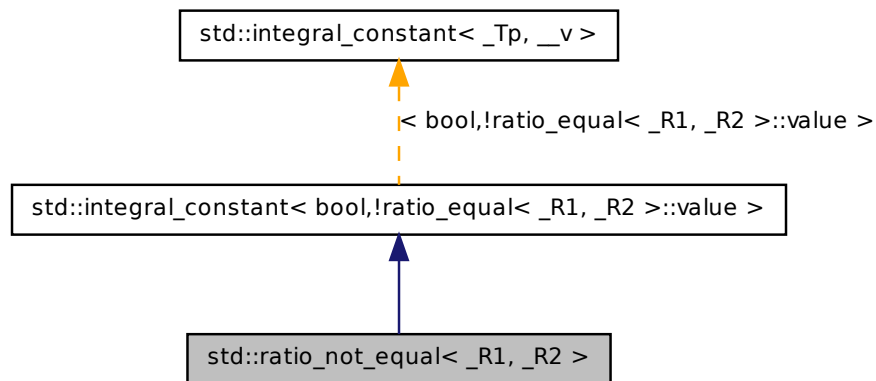 std::integral_constant< _Tp, __v >
< bool,!ratio_equal< _R1, _R2 >::value >
std::integral_constant< bool,!ratio_equal< _R1, _R2 >::value >
std::ratio_not_equal< _R1, _R2 >